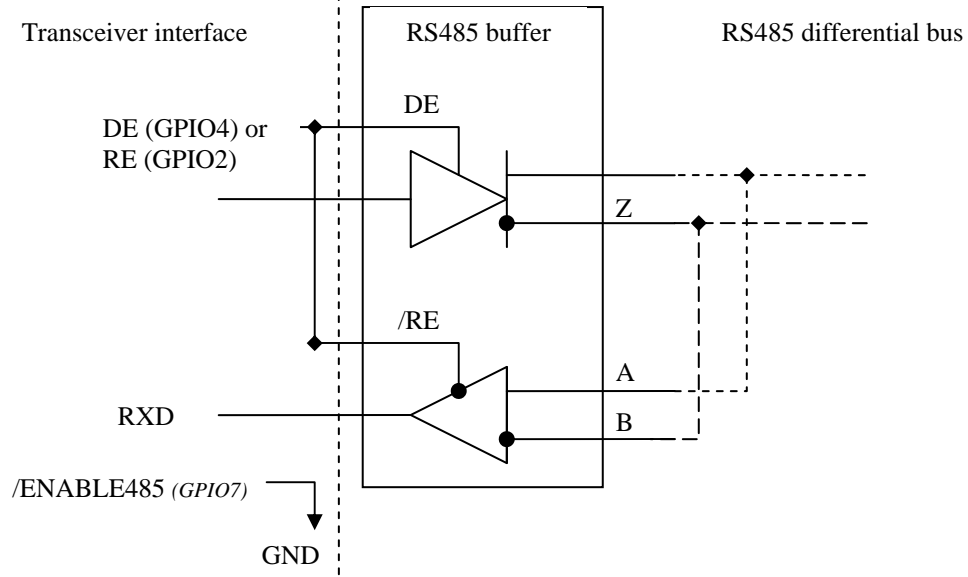 Transceiver interface
RS485 buffer
RS485 differential bus
DE
DE (GPIO4) or
RE (GPIO2)
Z
/RE
A
RXD
B
/ENABLE485 (GPIO7)
GND